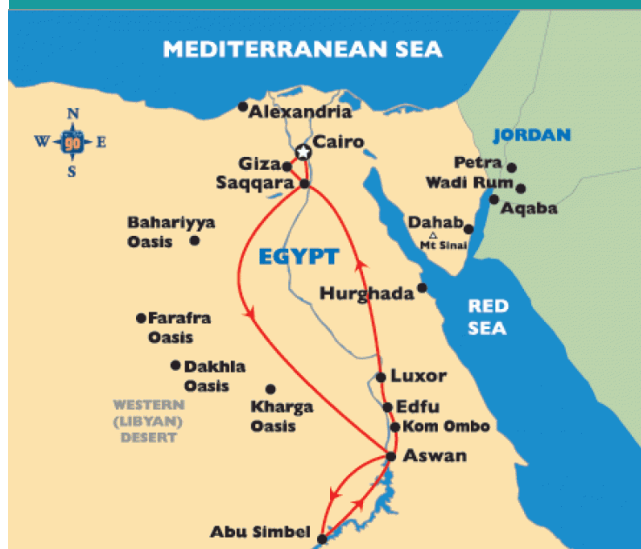 MEDITERRANEAN SEA
N
W go E
S
Alexandria
Cairo
Giza
Saqqara
JORDAN
Petra
Wadi Rum
Aqaba
Dahab
Mt Sinai
Bahariyya
Oasis
EGYPT
Hurghada
RED
SEA
Farafra
Oasis
Dakhla
Oasis
Kharga
Oasis
WESTERN
(LIBYAN)
DESERT
Luxor
Edfu
Kom Ombo
Aswan
Abu Simbel